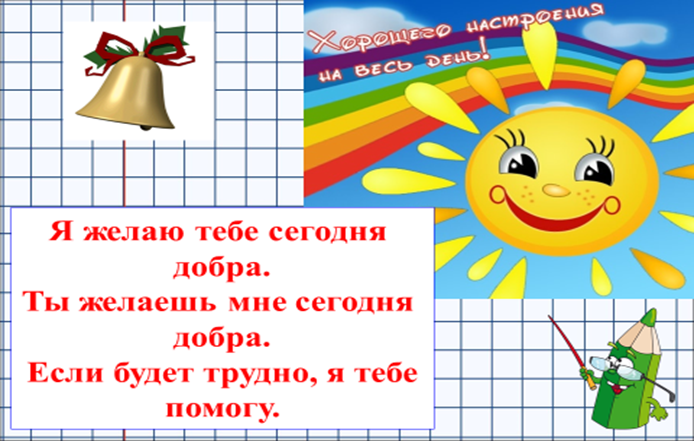 Хорошего настроения
на весь день!
Я желаю тебе сегодня
добра.
Ты желаешь мне сегодня
добра.
Если будет трудно, я тебе
помогу.